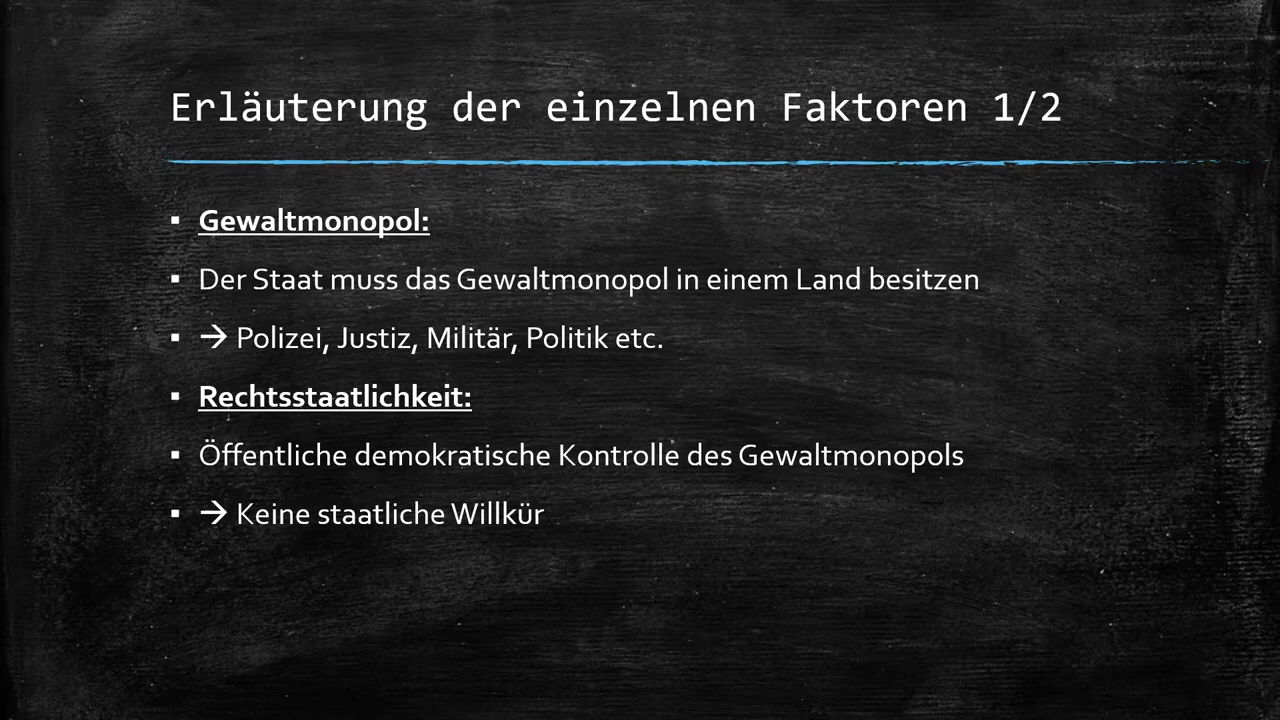 Erläuterung der einzelnen Faktoren 1/2
▪ Gewaltmonopol:
▪ Der Staat muss das Gewaltmonopol in einem Land besitzen
▪ → Polizei, Justiz, Militär, Politik etc.
▪ Rechtsstaatlichkeit:
▪ Öffentliche demokratische Kontrolle des Gewaltmonopols
▪ → Keine staatliche Willkür